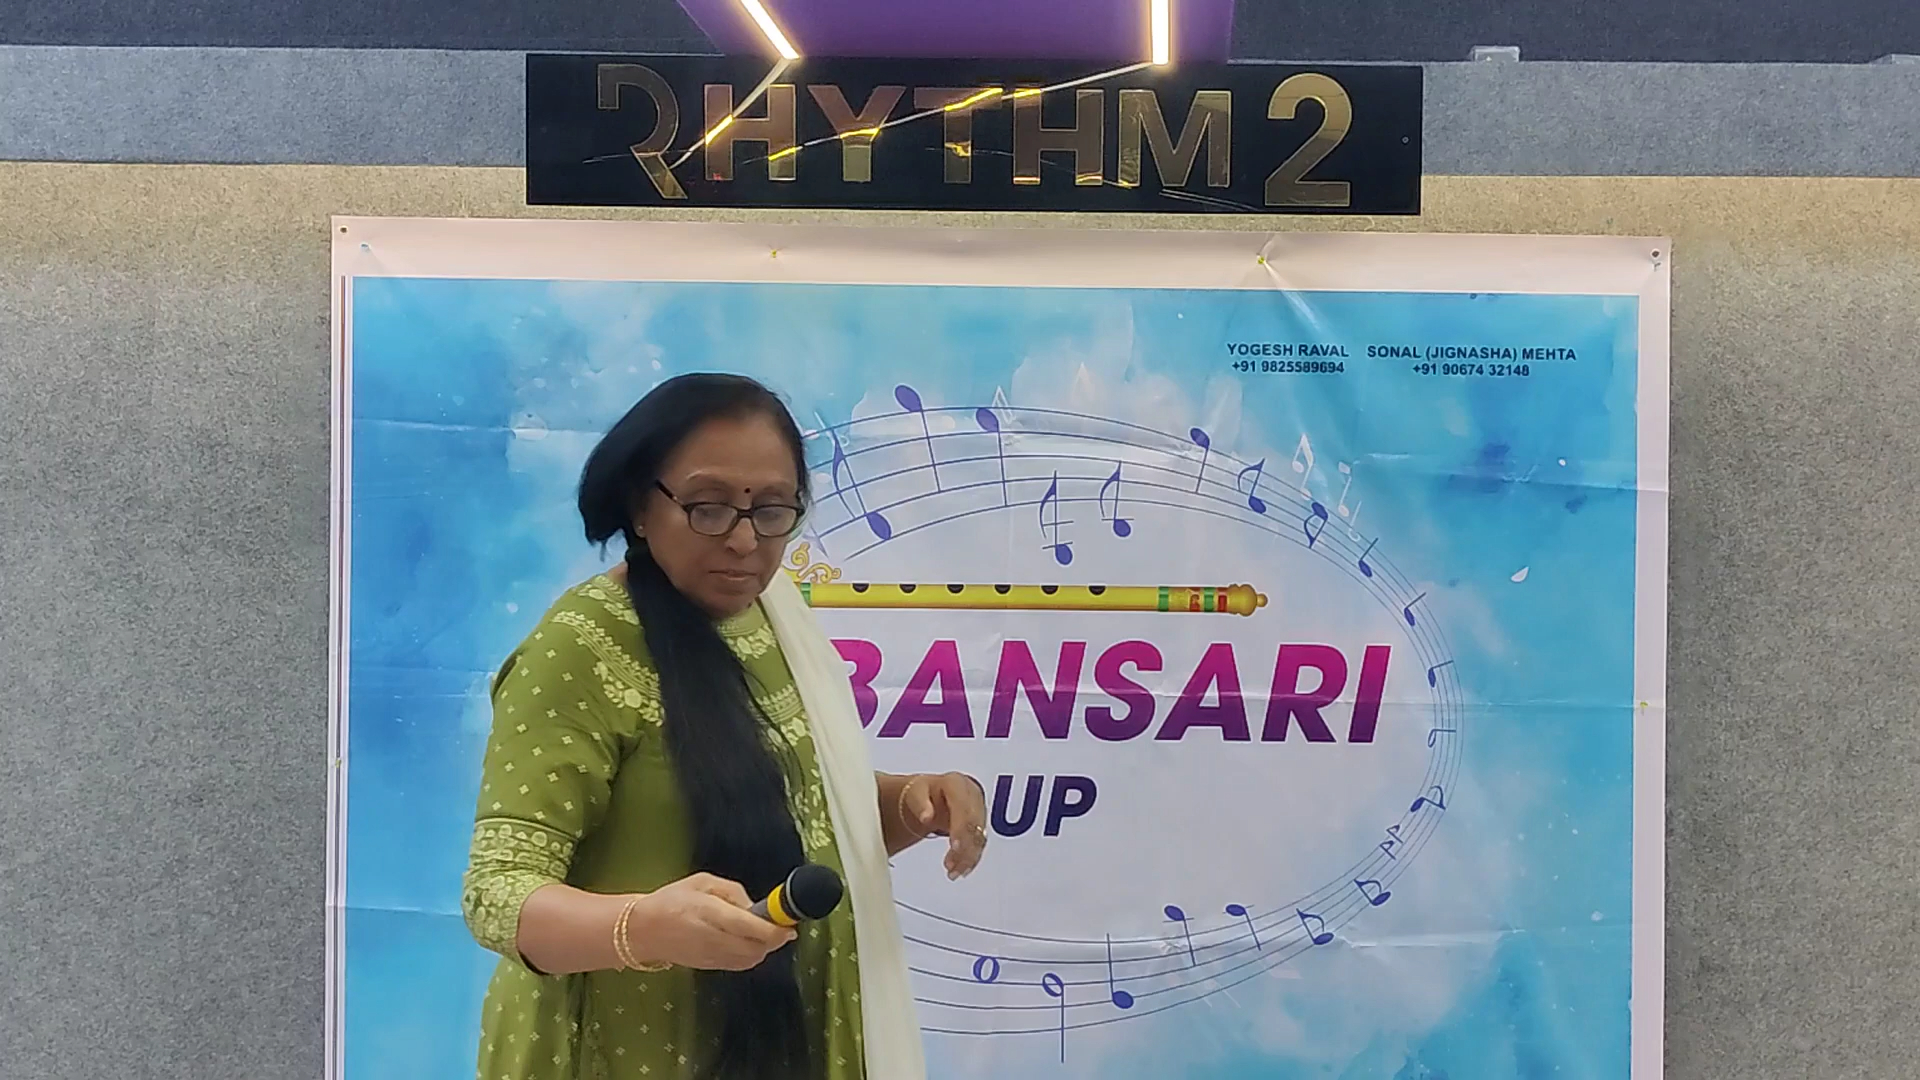 RHYTHM 2
YOGESH RAVAL SONAL (JIGNASHA) MEHTA
+91 9825589694 +91 90674 32148
BANSARI
UP